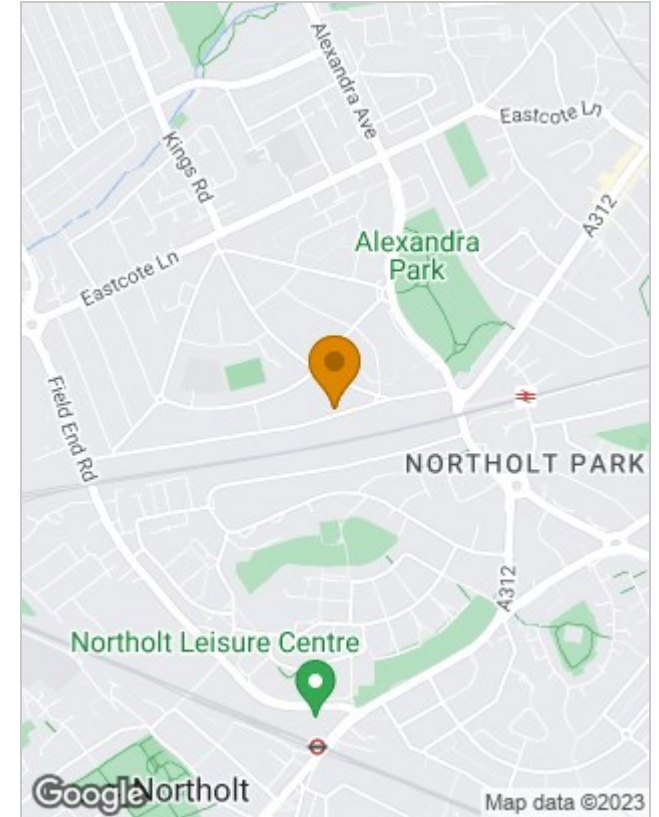 Alexandra Ave
Eastcote Ln
Kings Rd
A312
Alexandra
Park
Eastcote Ln
Field End Rd
NORTHOLT PARK
A312
Northolt Leisure Centre
Google
Northolt
Map data ©2023